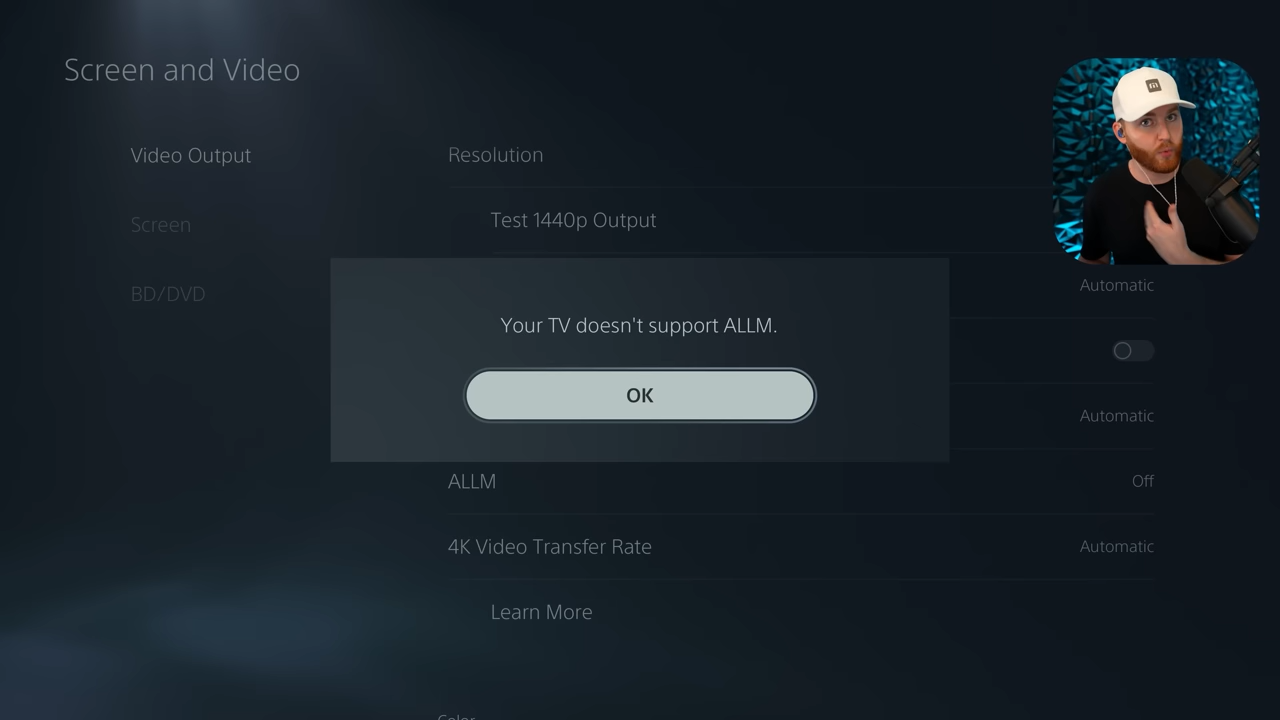 Screen and Video
Video Output
Screen
BD/DVD
Resolution
Test 1440p Output
Automatic
Automatic
Your TV doesn't support ALLM.
OK
ALLM
Off
4K Video Transfer Rate
Automatic
Learn More
Color